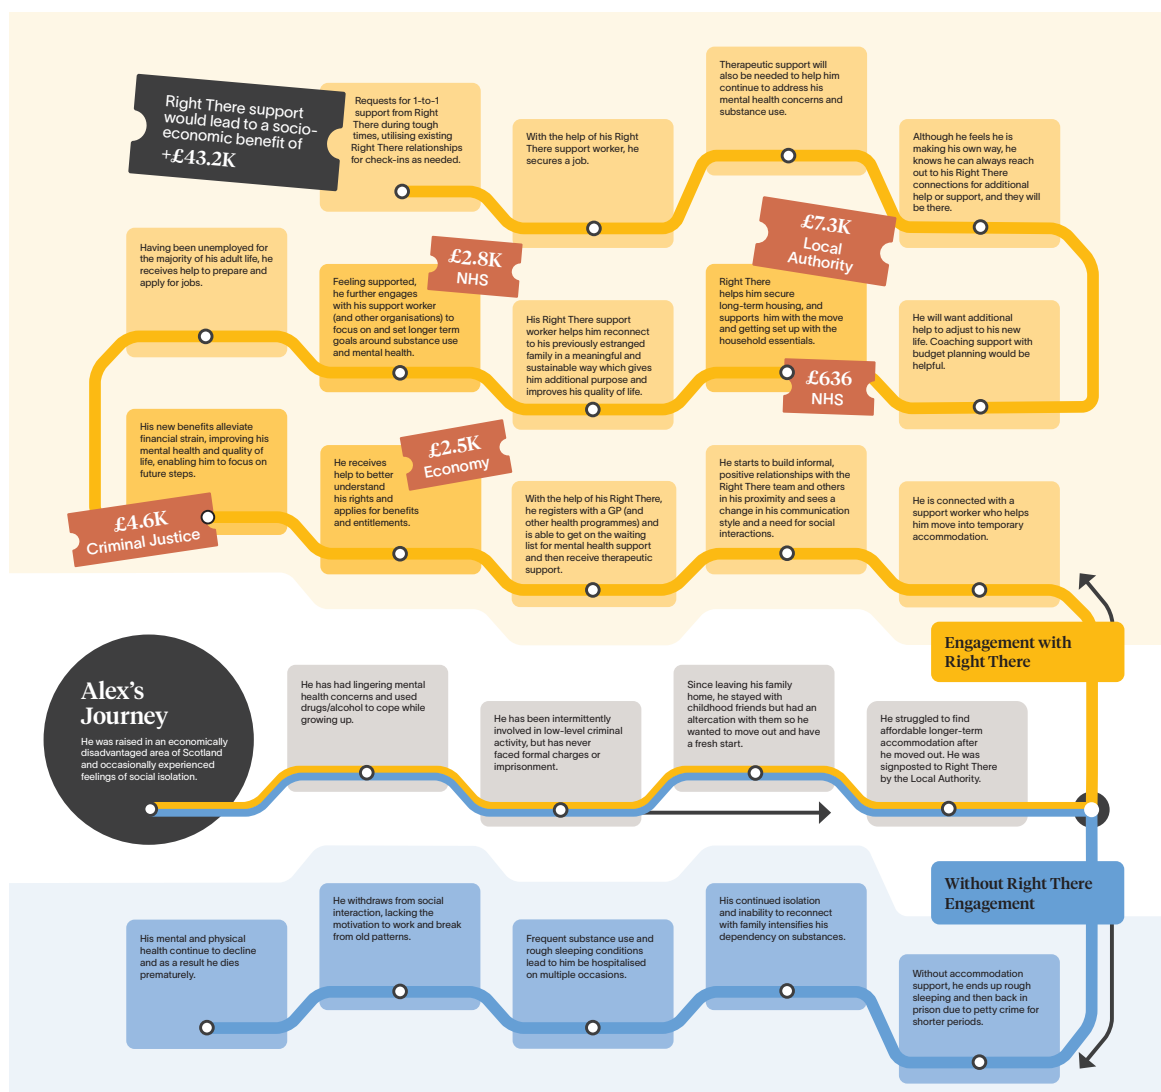 Right There support
would lead to a socio-
economic benefit of
+£43.2K
Requests for 1-to-1
support from Right
There during tough
times, utilising existing
Right There relationships
for check-ins as needed.
With the help of his Right
There support worker, he
secures a job.
Therapeutic support will
also be needed to help him
continue to address his
mental health concerns and
substance use.
Although he feels he is
making his own way, he
knows he can always reach
out to his Right There
connections for additional
help or support, and they will
be there.
Having been unemployed for
the majority of his adult life, he
receives help to prepare and
apply for jobs.
Feeling supported,
he further engages
with his support worker
(and other organisations) to
focus on and set longer term
goals around substance use
and mental health.
£2.8K
NHS
His Right There support
worker helps him reconnect
to his previously estranged
family in a meaningful and
sustainable way which gives
him additional purpose and
improves his quality of life.
£7.3K
Local
Authority
Right There
helps him secure
long-term housing, and
supports him with the move
and getting set up with the
household essentials.
£636
NHS
He will want additional
help to adjust to his new
life. Coaching support with
budget planning would be
helpful.
His new benefits alleviate
financial strain, improving his
mental health and quality of
life, enabling him to focus on
future steps.
£4.6K
Criminal Justice
He receives
help to better
understand
his rights and
applies for benefits
and entitlements.
£2.5K
Economy
With the help of his Right There,
he registers with a GP (and
other health programmes) and
is able to get on the waiting
list for mental health support
and then receive therapeutic
support.
He starts to build informal,
positive relationships with the
Right There team and others
in his proximity and sees a
change in his communication
style and a need for social
interactions.
He is connected with a
support worker who helps
him move into temporary
accommodation.
Engagement with
Right There
Alex's
Journey
He was raised in an economically
disadvantaged area of Scotland
and occasionally experienced
feelings of social isolation.
He has had lingering mental
health concerns and used
drugs/alcohol to cope while
growing up.
He has been intermittently
involved in low-level criminal
activity, but has never
faced formal charges or
imprisonment.
Since leaving his family
home, he stayed with
childhood friends but had an
altercation with them so he
wanted to move out and have
a fresh start.
He struggled to find
affordable longer-term
accommodation after
he moved out. He was
signposted to Right There
by the Local Authority.
Without Right There
Engagement
His mental and physical
health continue to decline
and as a result he dies
prematurely.
He withdraws from social
interaction, lacking the
motivation to work and break
from old patterns.
Frequent substance use and
rough sleeping conditions
lead to him be hospitalised
on multiple occasions.
His continued isolation
and inability to reconnect
with family intensifies his
dependency on substances.
Without accommodation
support, he ends up rough
sleeping and then back in
prison due to petty crime for
shorter periods.